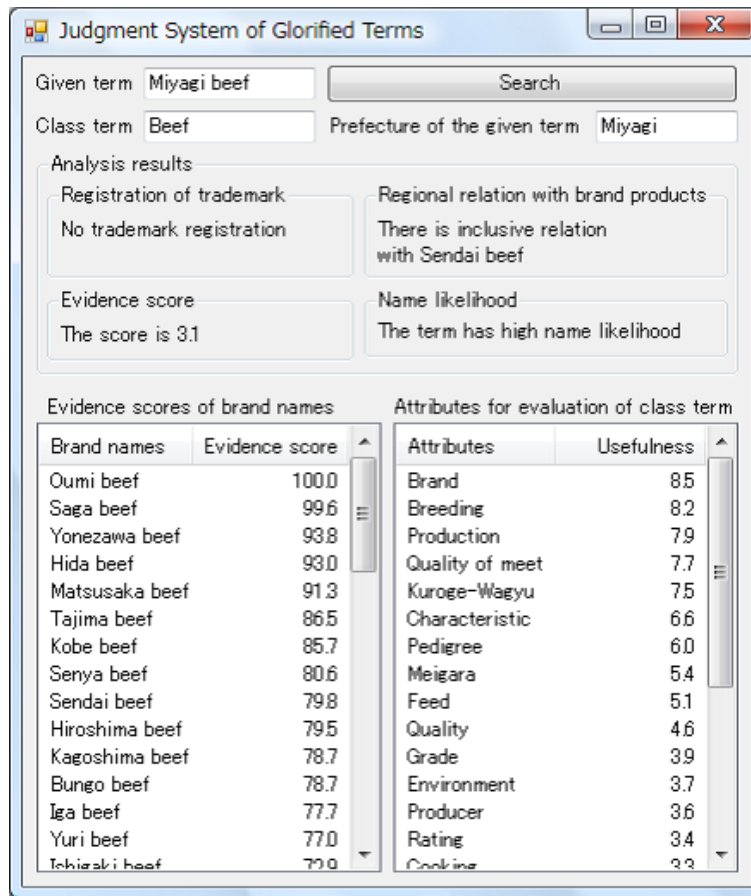 Judgment System of Glorified Terms
Given term Miyagi beef Search
Class term Beef Prefecture of the given term Miyagi
Analysis results
Registration of trademark
No trademark registration
Regional relation with brand products
There is inclusive relation
with Sendai beef
Evidence score
The score is 3.1
Name likelihood
The term has high name likelihood
Evidence scores of brand names
Brand names Evidence score
Oumi beef 100.0
Saga beef 99.6
Yonezawa beef 93.8
Hida beef 93.0
Matsusaka beef 91.3
Tajima beef 86.5
Kobe beef 85.7
Senya beef 80.6
Sendai beef 79.8
Hiroshima beef 79.5
Kagoshima beef 78.7
Bungo beef 78.7
Iga beef 77.7
Yuri beef 77.0
Ishigaki beef 72.9
Attributes for evaluation of class term
Attributes Usefulness
Brand 8.5
Breeding 8.2
Production 7.9
Quality of meet 7.7
Kuroge-Wagyu 7.5
Characteristic 6.6
Pedigree 6.0
Meigara 5.4
Feed 5.1
Quality 4.6
Grade 3.9
Environment 3.7
Producer 3.6
Rating 3.4
Cooking 3.3